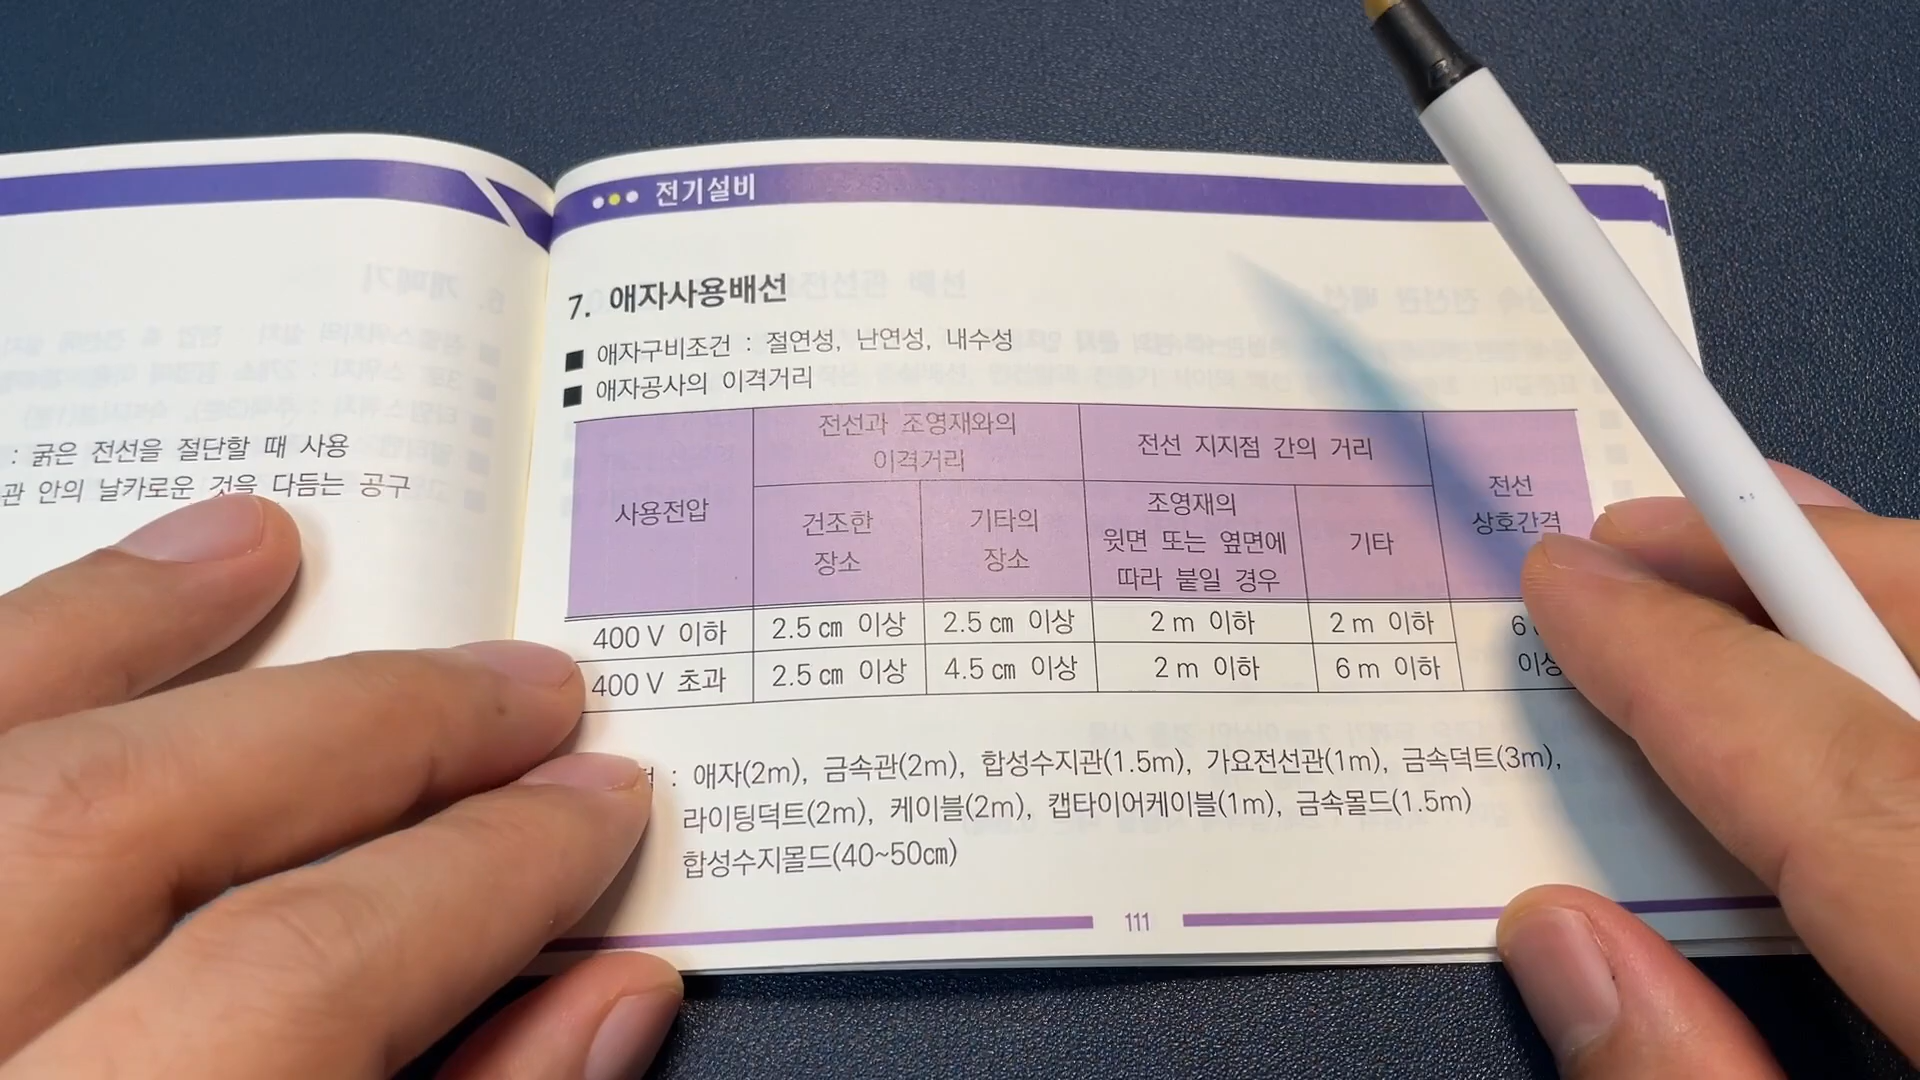 : 굵은 전선을 절단할 때 사용
관 안의 날카로운 것을 다듬는 공구
전기설비
7. 애자사용배선
■ 애자구비조건 : 절연성, 난연성, 내수성
■ 애자공사의 이격거리
사용전압
전선과 조영재와의
이격거리
전선 지지점 간의 거리
전선
상호간격
건조한
장소
기타의
장소
조영재의
윗면 또는 옆면에
따라 붙일 경우
기타
400 V 이하 2.5 ㎝ 이상 2.5 ㎝ 이상 2 m 이하 2 m 이하 6
400 V 초과 2.5 ㎝ 이상 4.5 ㎝ 이상 2 m 이하 6 m 이하 이상
: 애자(2m), 금속관(2m), 합성수지관(1.5m), 가요전선관(1m), 금속덕트(3m),
라이팅덕트(2m), 케이블(2m), 캡타이어케이블(1m), 금속몰드(1.5m)
합성수지몰드(40~50㎝)
111